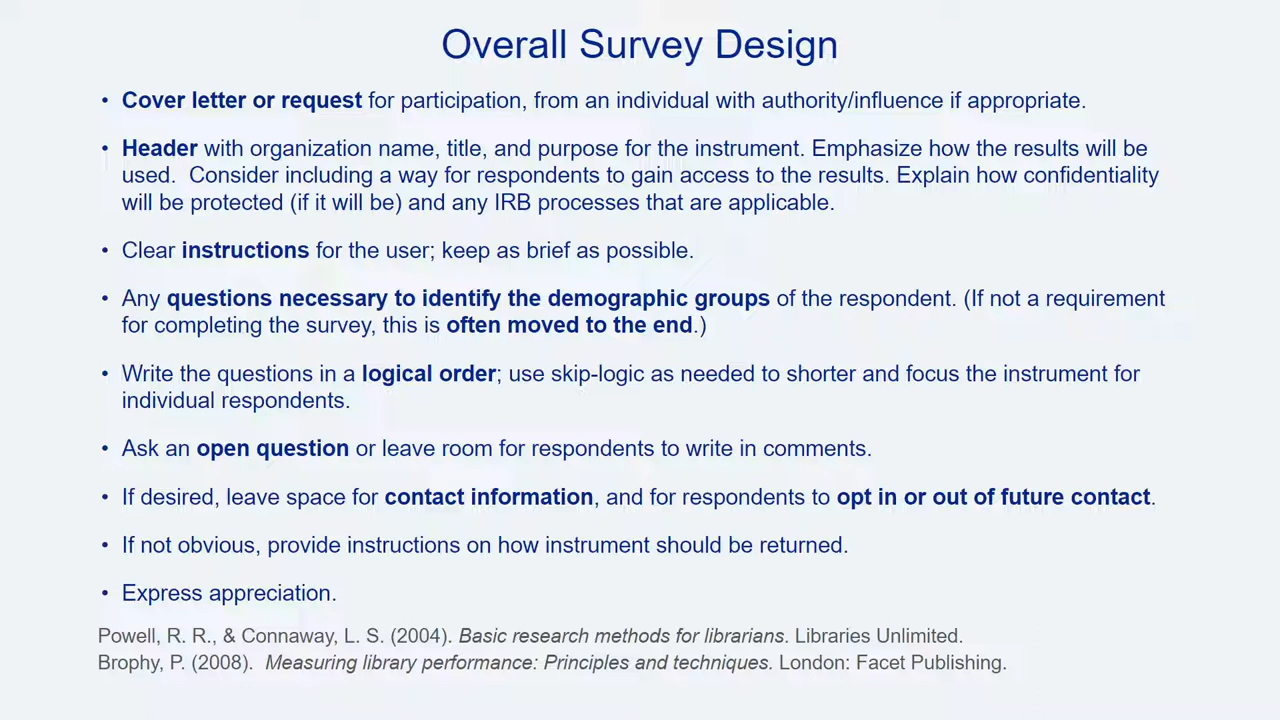 Overall Survey Design
• Cover letter or request for participation, from an individual with authority/influence if appropriate.
• Header with organization name, title, and purpose for the instrument. Emphasize how the results will be
used.  Consider including a way for respondents to gain access to the results. Explain how confidentiality
will be protected (if it will be) and any IRB processes that are applicable.
• Clear instructions for the user; keep as brief as possible.
• Any questions necessary to identify the demographic groups of the respondent. (If not a requirement
for completing the survey, this is often moved to the end.)
• Write the questions in a logical order; use skip-logic as needed to shorter and focus the instrument for
individual respondents.
• Ask an open question or leave room for respondents to write in comments.
• If desired, leave space for contact information, and for respondents to opt in or out of future contact.
• If not obvious, provide instructions on how instrument should be returned.
• Express appreciation.
Powell, R. R., & Connaway, L. S. (2004). Basic research methods for librarians. Libraries Unlimited.
Brophy, P. (2008).  Measuring library performance: Principles and techniques. London: Facet Publishing.